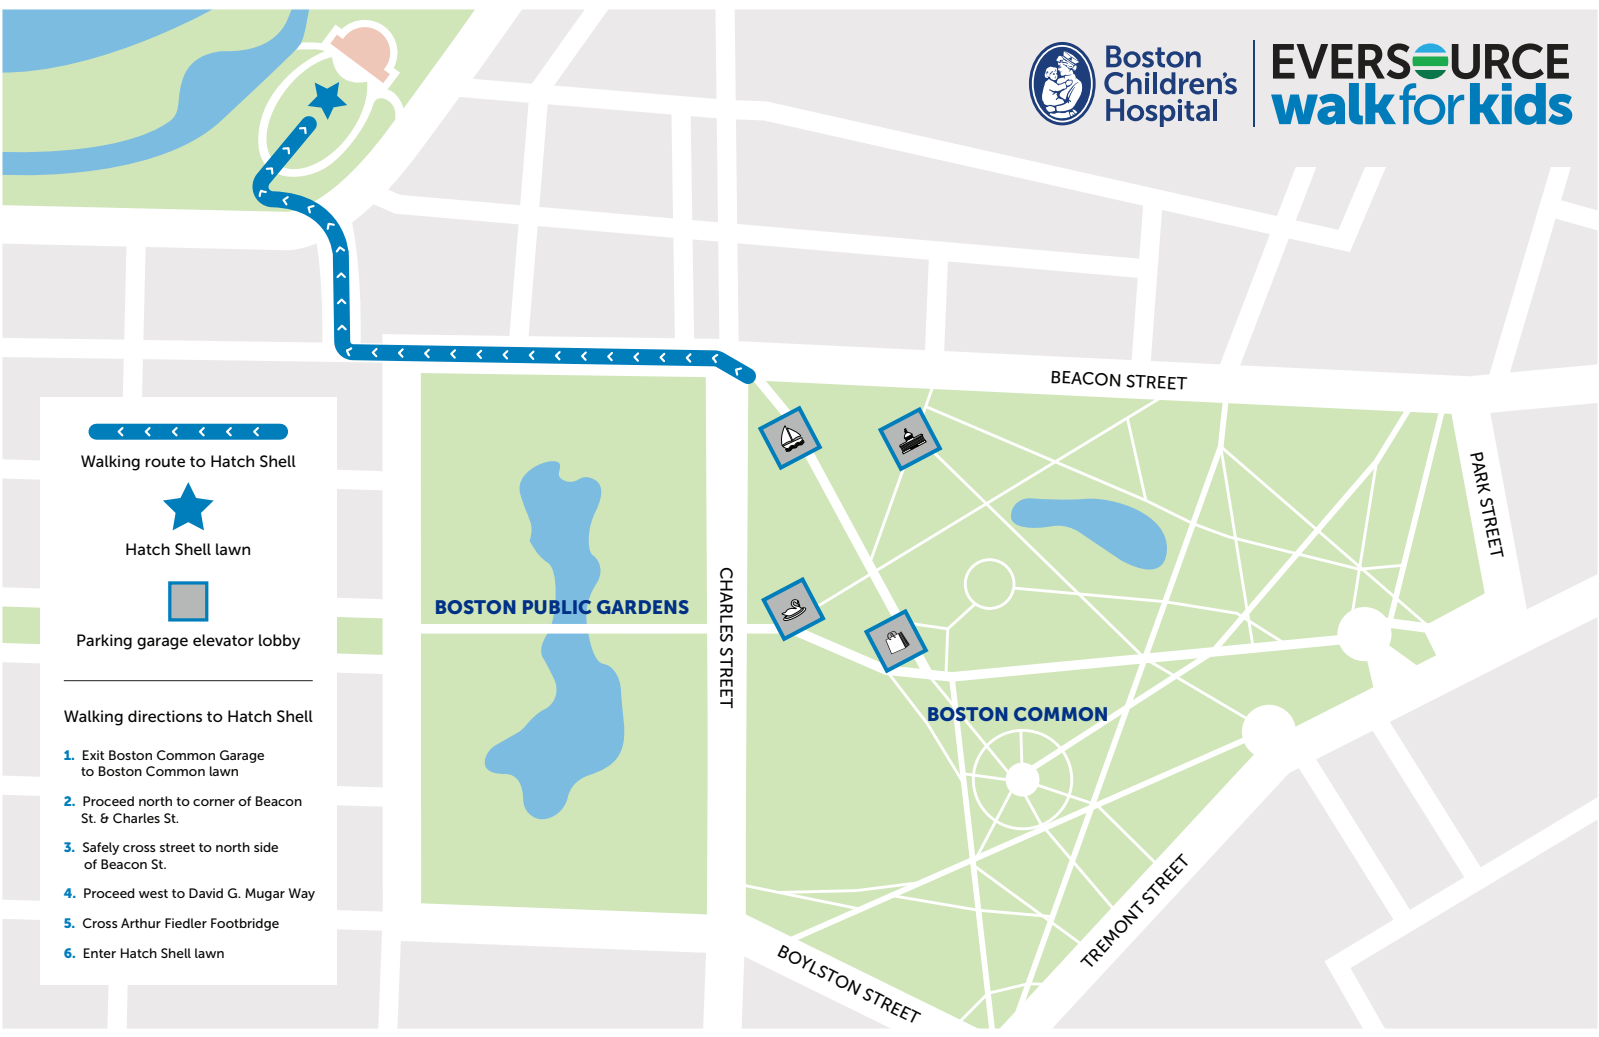 Boston
Children's
Hospital
EVERSOURCE
walk for kids
BEACON STREET
PARK STREET
CHARLES STREET
BOSTON PUBLIC GARDENS
BOSTON COMMON
TREMONT STREET
BOYLSTON STREET
Walking route to Hatch Shell
Hatch Shell lawn
Parking garage elevator lobby
Walking directions to Hatch Shell
1. Exit Boston Common Garage
to Boston Common lawn
2. Proceed north to corner of Beacon
St. & Charles St.
3. Safely cross street to north side
of Beacon St.
4. Proceed west to David G. Mugar Way
5. Cross Arthur Fiedler Footbridge
6. Enter Hatch Shell lawn